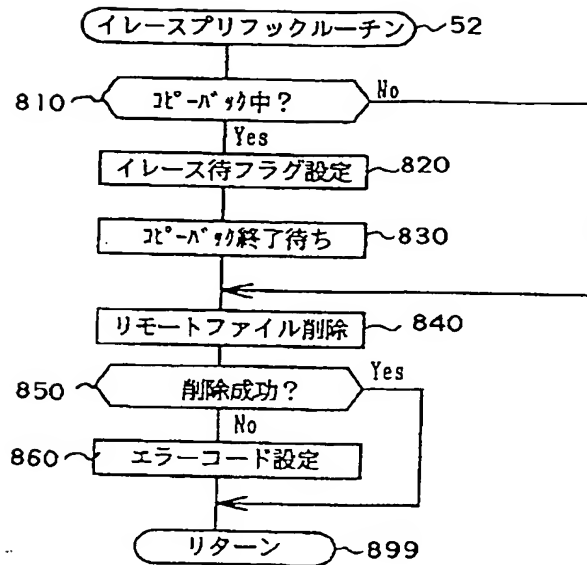 イレースプリフックルーチン 52
810 ｺﾋﾟｰﾊﾞｯｸ中？ No
Yes
イレース待フラグ設定 820
ｺﾋﾟｰﾊﾞｯｸ終了待ち 830
リモートファイル削除 840
850 削除成功？ Yes
No
860 エラーコード設定
リターン 899